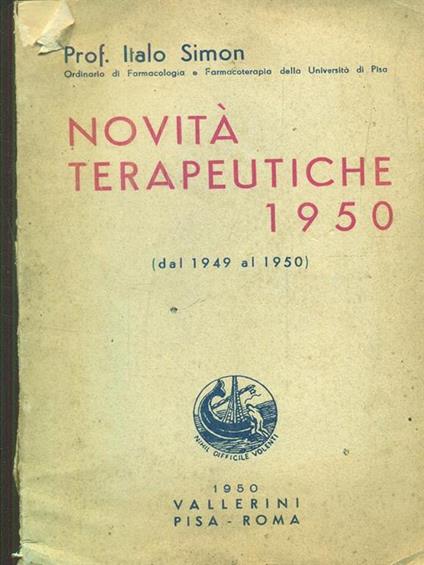 Prof. Italo Simon
Ordinario di Farmacologia e Farmacoterapia della Università di Pisa
NOVITÀ
TERAPEUTICHE
1950
(dal 1949 al 1950)
NIHIL DIFFICILE VOLENTI
1950
VALLERINI
PISA - ROMA